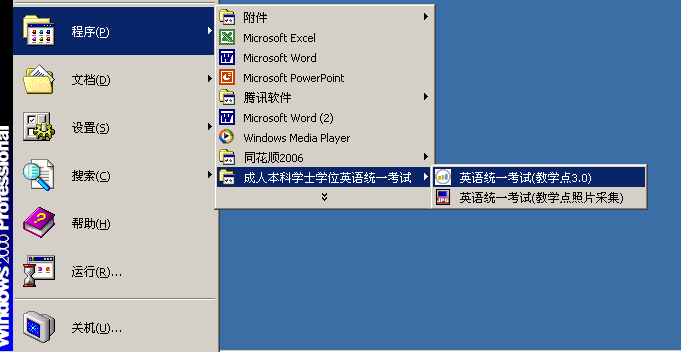 程序(P)
文档(D)
设置(S)
搜索(C)
帮助(H)
运行(R)...
关机(U)...
Windows 2000 Professional
附件
Microsoft Excel
Microsoft Word
Microsoft PowerPoint
腾讯软件
Microsoft Word (2)
Windows Media Player
同花顺2006
成人本科学士学位英语统一考试
英语统一考试(教学点3.0)
英语统一考试(教学点照片采集)
JPG